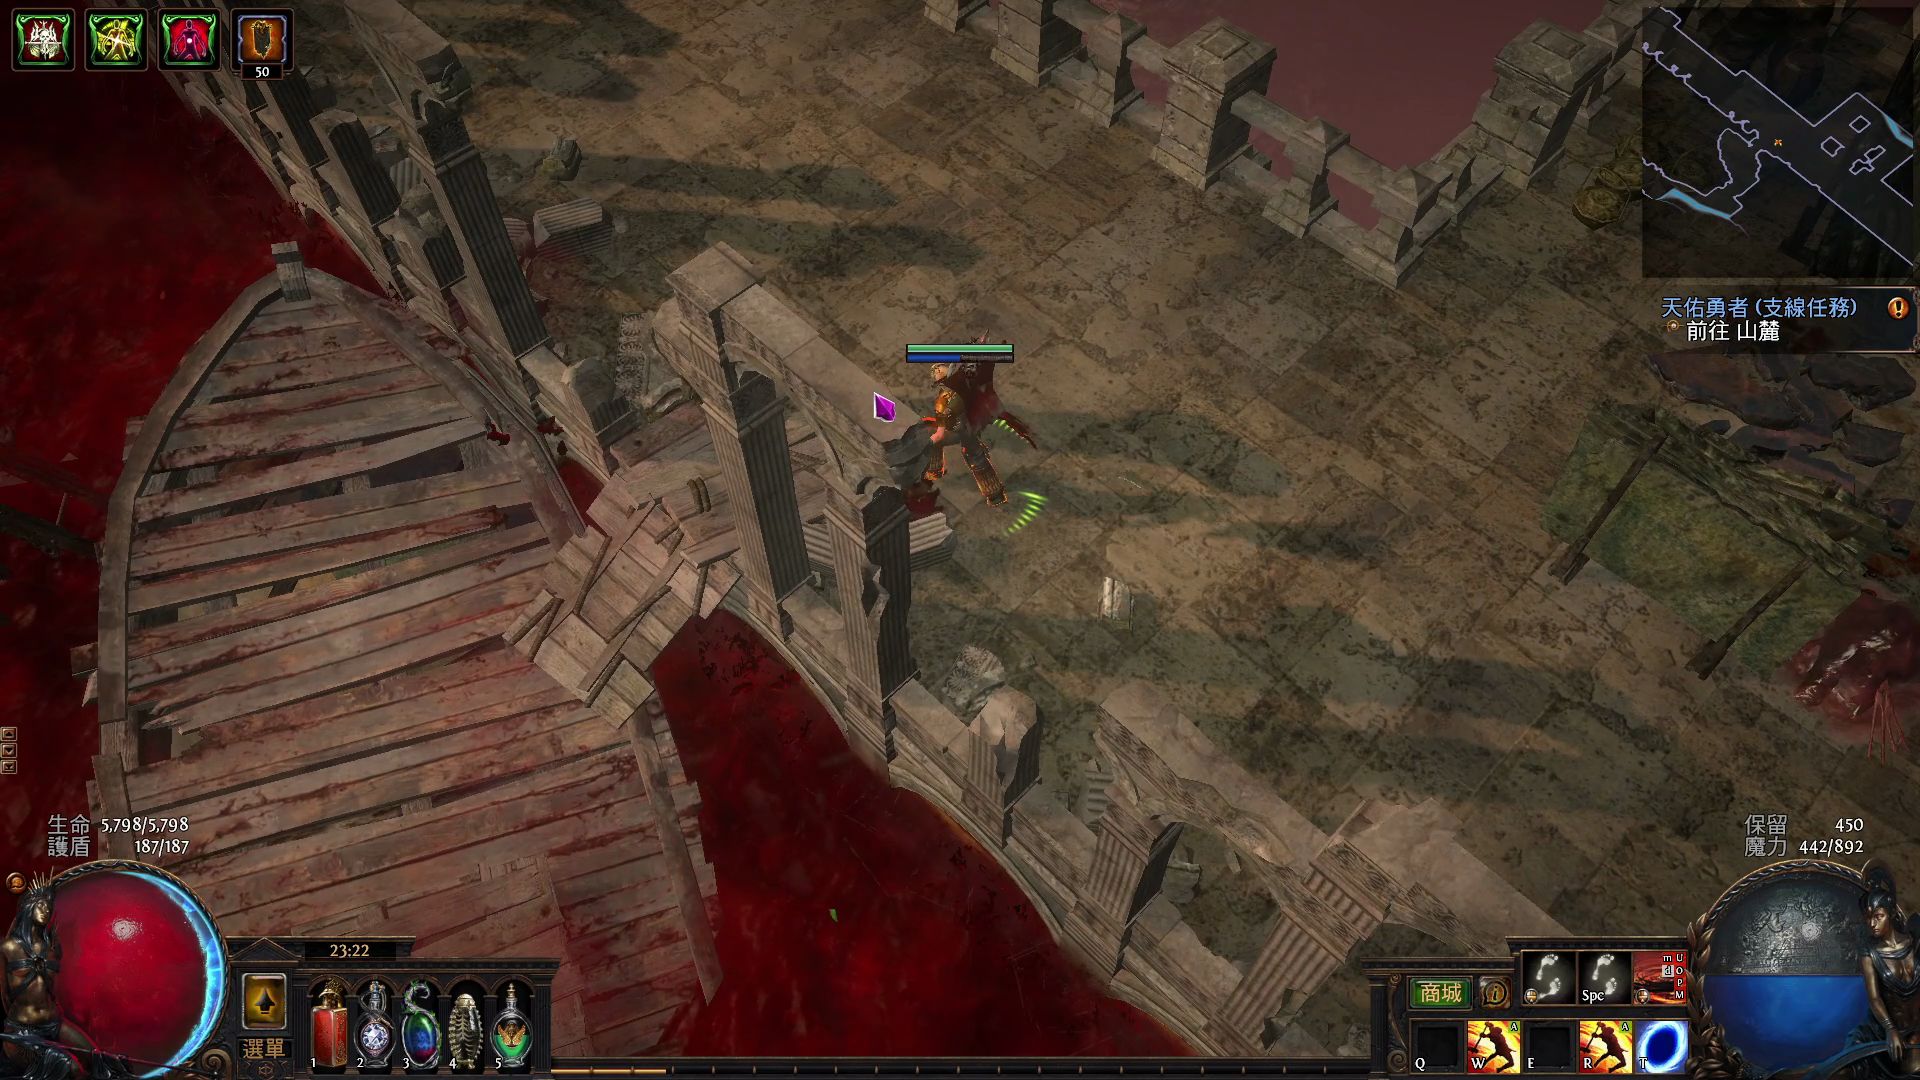 50
天佑勇者 (支線任務)
前往 山麓
生命 5,798/5,798
護盾 187/187
保留 450
魔力 442/892
23:22
選單
1 2 3 4 5
商城
Spc
m U
d O
P
M
Q W A E R A T